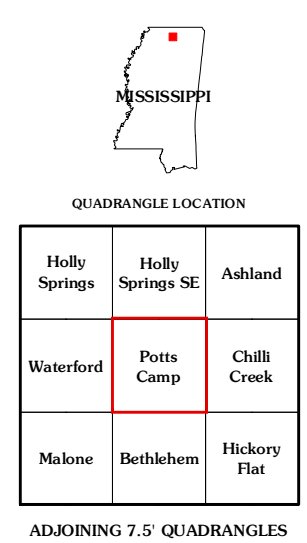 MISSISSIPPI
QUADRANGLE LOCATION
Holly
Springs
Holly
Springs SE
Ashland
Waterford
Potts
Camp
Chilli
Creek
Malone
Bethlehem
Hickory
Flat
ADJOINING 7.5' QUADRANGLES